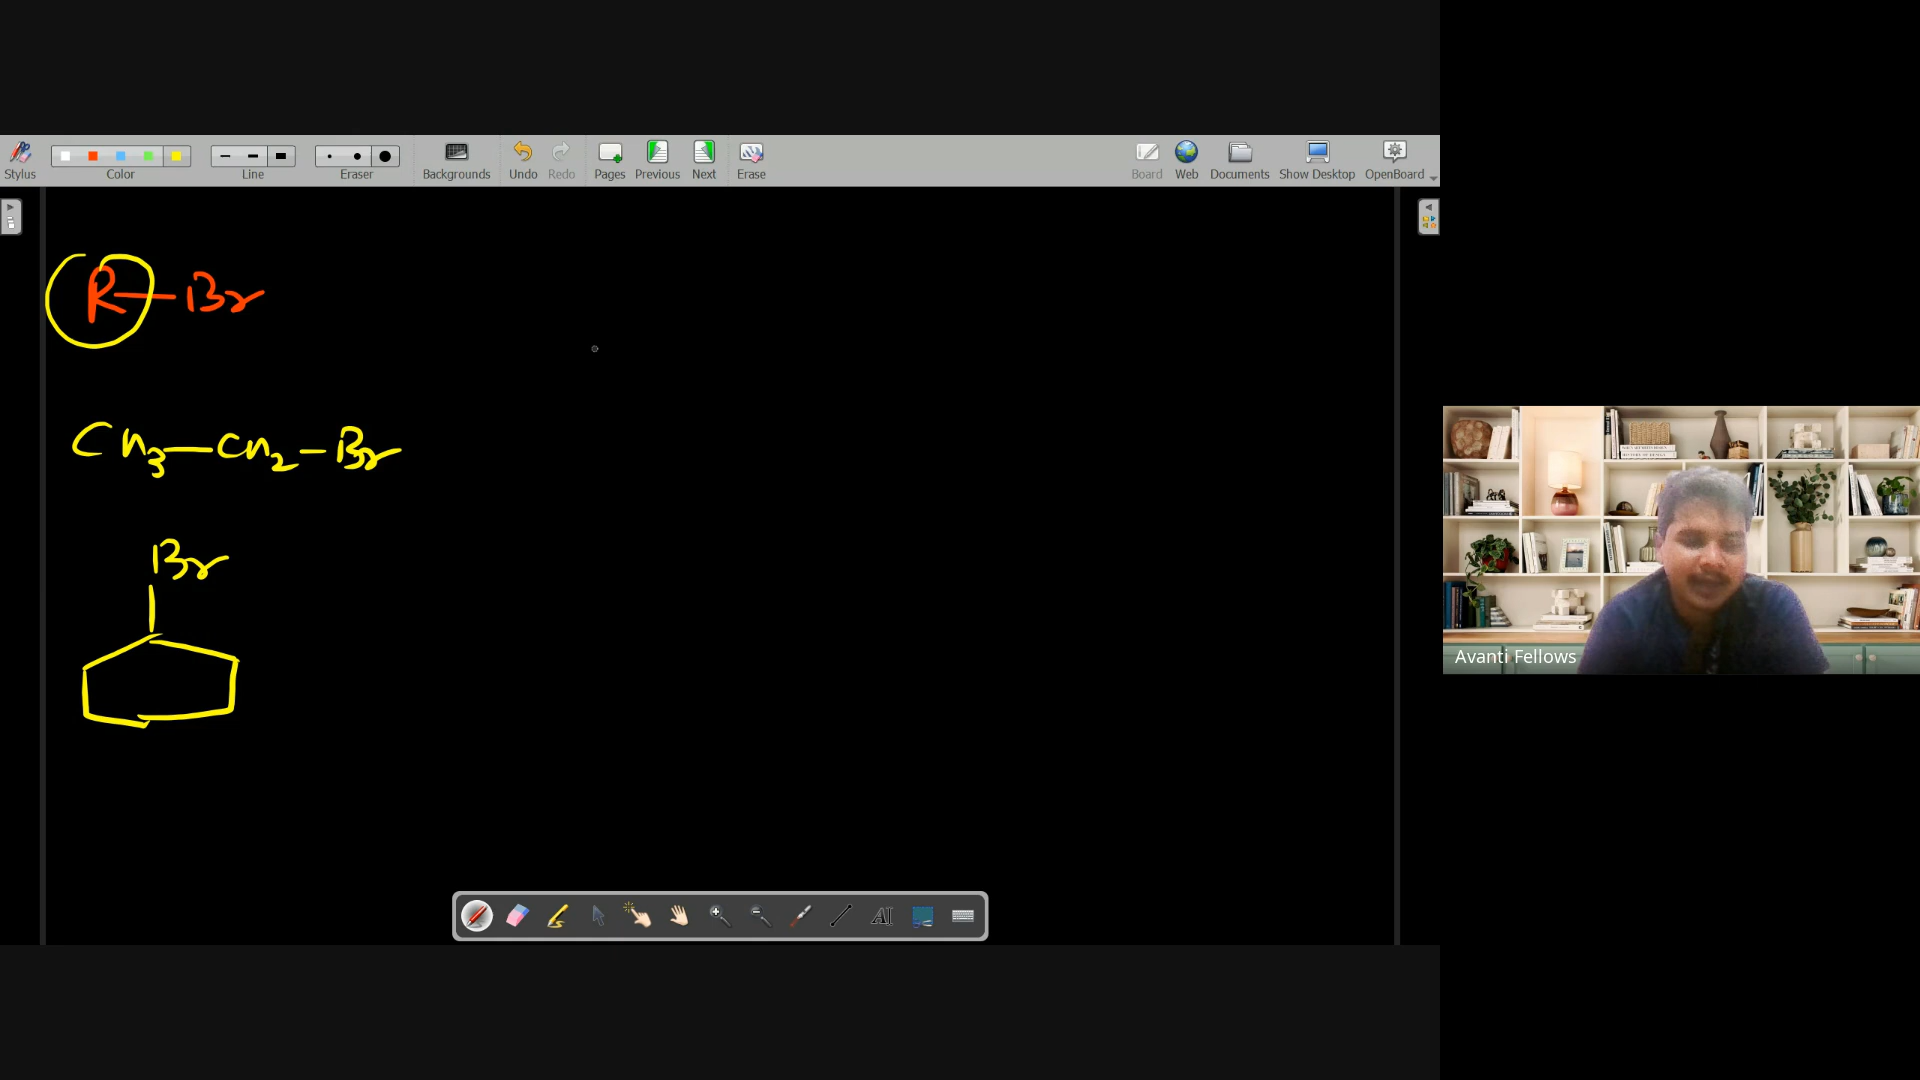 Stylus Color Line Eraser Backgrounds Undo Redo Pages Previous Next Erase Board Web Documents Show Desktop OpenBoard
R-Br
CH3-CH2-Br
Br
Avanti Fellows
AI